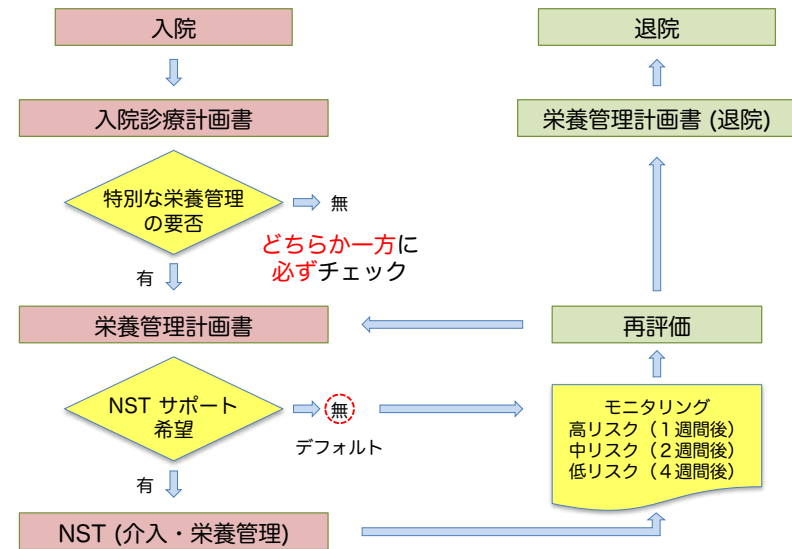 入院
退院
入院診療計画書
栄養管理計画書 (退院)
特別な栄養管理
の要否
無
どちらか一方に
必ずチェック
有
栄養管理計画書
再評価
NST サポート
希望
無
デフォルト
モニタリング
高リスク（１週間後）
中リスク（２週間後）
低リスク（４週間後）
有
NST (介入・栄養管理)